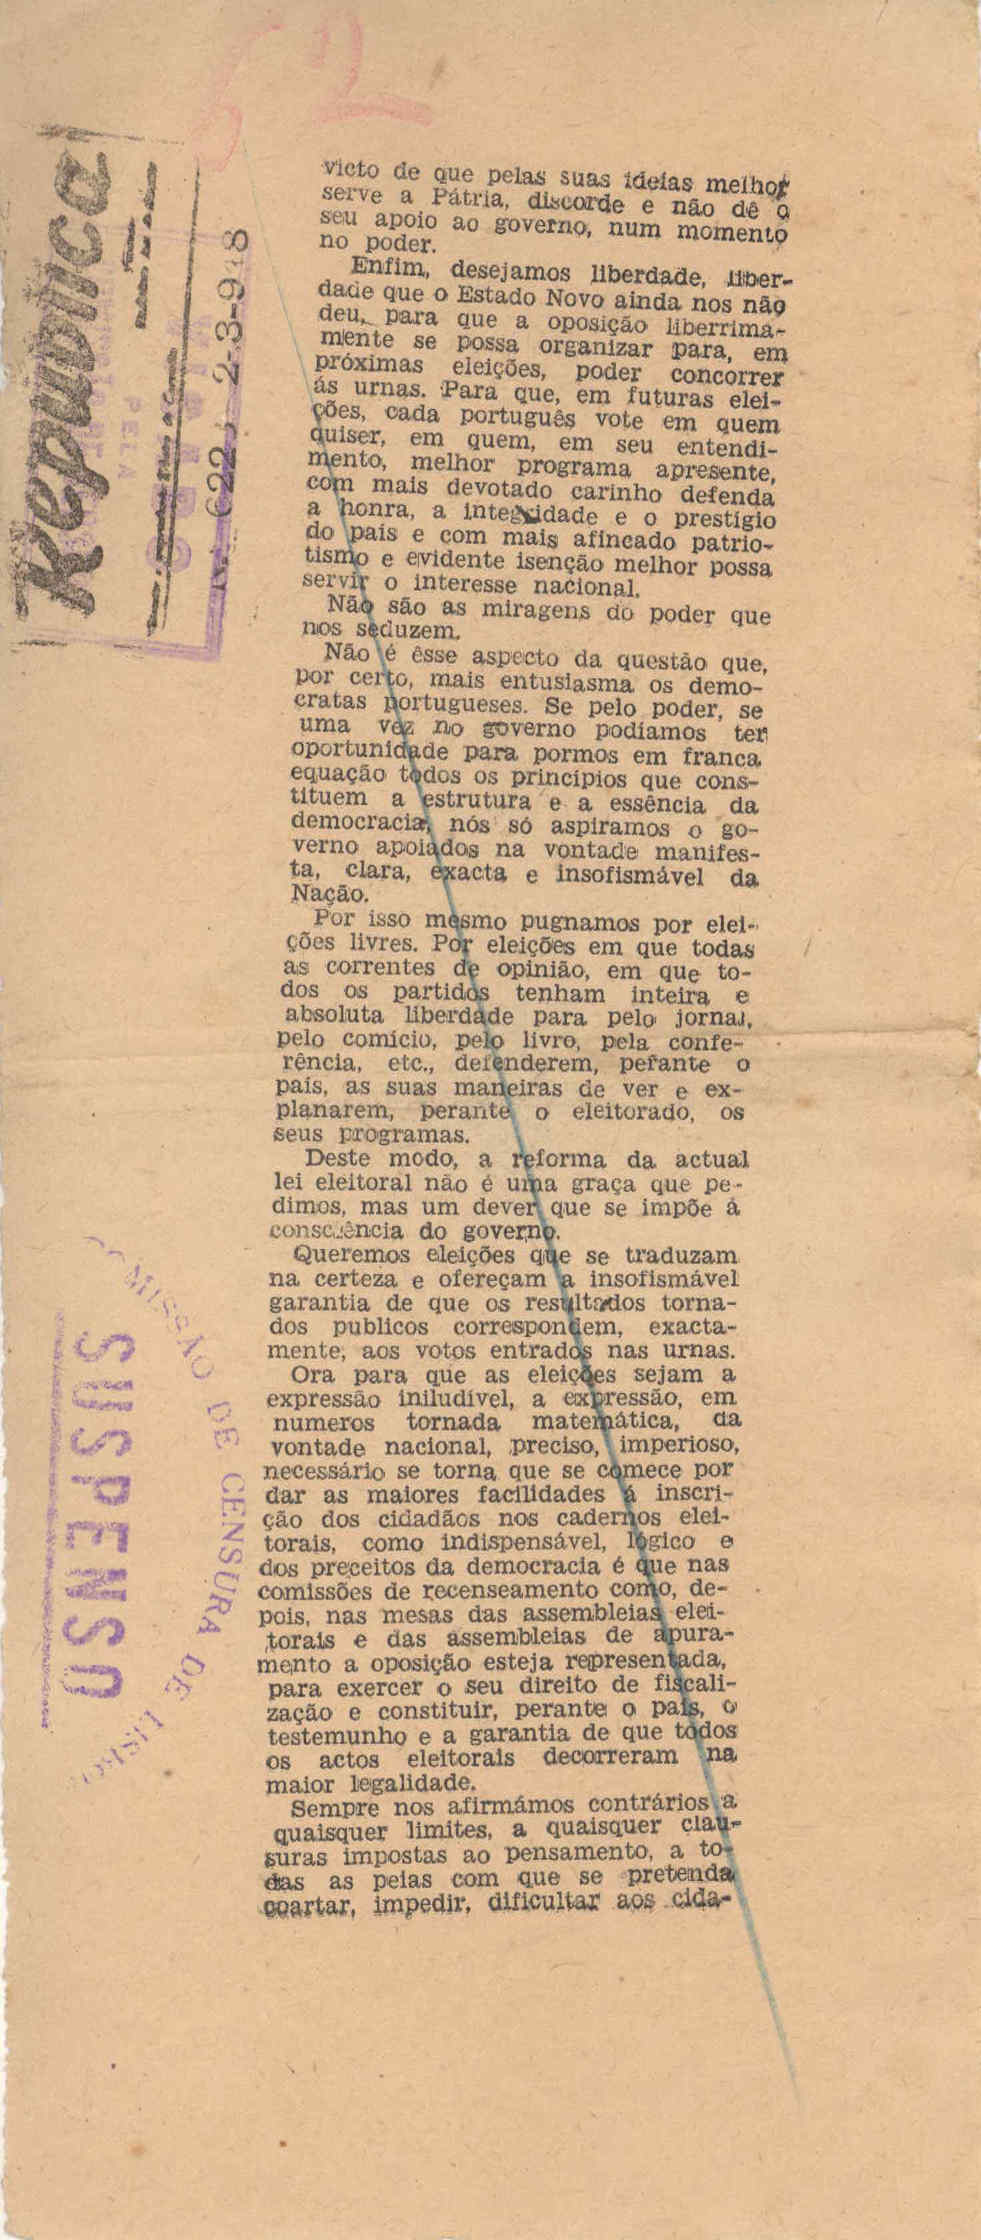 52
República
622
2-3-948
PELA
victo de que pelas suas ideias melhor
serve a Pátria, discorde e não dê o
seu apoio ao governo, num momento
no poder.
Enfim, desejamos liberdade, liber-
dade que o Estado Novo ainda nos não
deu, para que a oposição liberrima-
mente se possa organizar para, em
próximas eleições, poder concorrer
ás urnas. Para que, em futuras elei-
ções, cada português vote em quem
quiser, em quem, em seu entendi-
mento, melhor programa apresente,
com mais devotado carinho defenda
a honra, a integridade e o prestígio
do país e com mais afincado patrio-
tismo e evidente isenção melhor possa
servir o interesse nacional.
Não são as miragens do poder que
nos seduzem.
Não é êsse aspecto da questão que,
por certo, mais entusiasma os demo-
cratas portugueses. Se pelo poder, se
uma vez no governo podiamos ter
oportunidade para pormos em franca
equação todos os princípios que cons-
tituem a estrutura e a essência da
democracia, nós só aspiramos o go-
verno apoiados na vontade manifes-
ta, clara, exacta e insofismável da
Nação.
Por isso mesmo pugnamos por elei-
ções livres. Por eleições em que todas
as correntes de opinião, em que to-
dos os partidos tenham inteira e
absoluta liberdade para pelo jornal,
pelo comício, pelo livro, pela confe-
rência, etc., defenderem, perante o
país, as suas maneiras de ver e ex-
planarem, perante o eleitorado, os
seus programas.
Deste modo, a reforma da actual
lei eleitoral não é uma graça que pe-
dimos, mas um dever que se impõe á
consciência do governo.
Queremos eleições que se traduzam
na certeza e ofereçam a insofismável
garantia de que os resultados torna-
dos publicos correspondem, exacta-
mente, aos votos entrados nas urnas.
Ora para que as eleições sejam a
expressão iniludível, a expressão, em
numeros tornada matemática, da
vontade nacional, preciso, imperioso,
necessário se torna que se comece por
dar as maiores facilidades á inscri-
ção dos cidadãos nos cadernos elei-
torais, como indispensável, lógico e
dos preceitos da democracia é que nas
comissões de recenseamento como, de-
pois, nas mesas das assembleias elei-
torais e das assembleias de apura-
mento a oposição esteja representada,
para exercer o seu direito de fiscali-
zação e constituir, perante o país, o
testemunho e a garantia de que todos
os actos eleitorais decorreram na
maior legalidade.
Sempre nos afirmámos contrários a
quaisquer limites, a quaisquer clau-
suras impostas ao pensamento, a to-
das as peias com que se pretenda
coartar, impedir, dificultar aos cida-
COMISSÃO DE CENSURA DE LISBOA
SUSPENSO